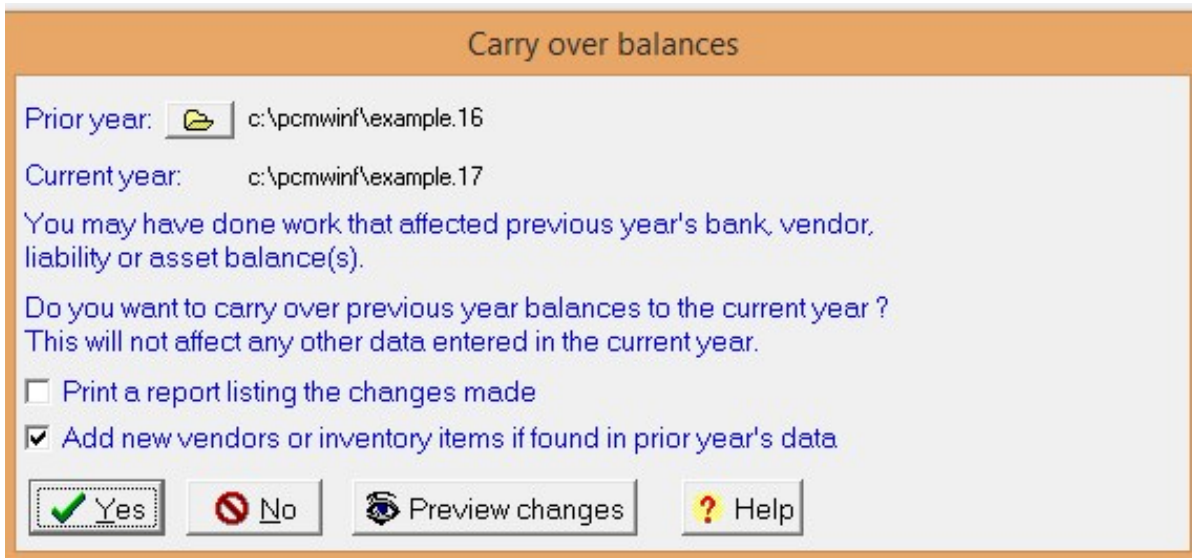 Carry over balances
Prior year: c:\pcmwinf\example.16
Current year: c:\pcmwinf\example.17
You may have done work that affected previous year's bank, vendor,
liability or asset balance(s).
Do you want to carry over previous year balances to the current year ?
This will not affect any other data entered in the current year.
Print a report listing the changes made
Add new vendors or inventory items if found in prior year's data
Yes No Preview changes ? Help